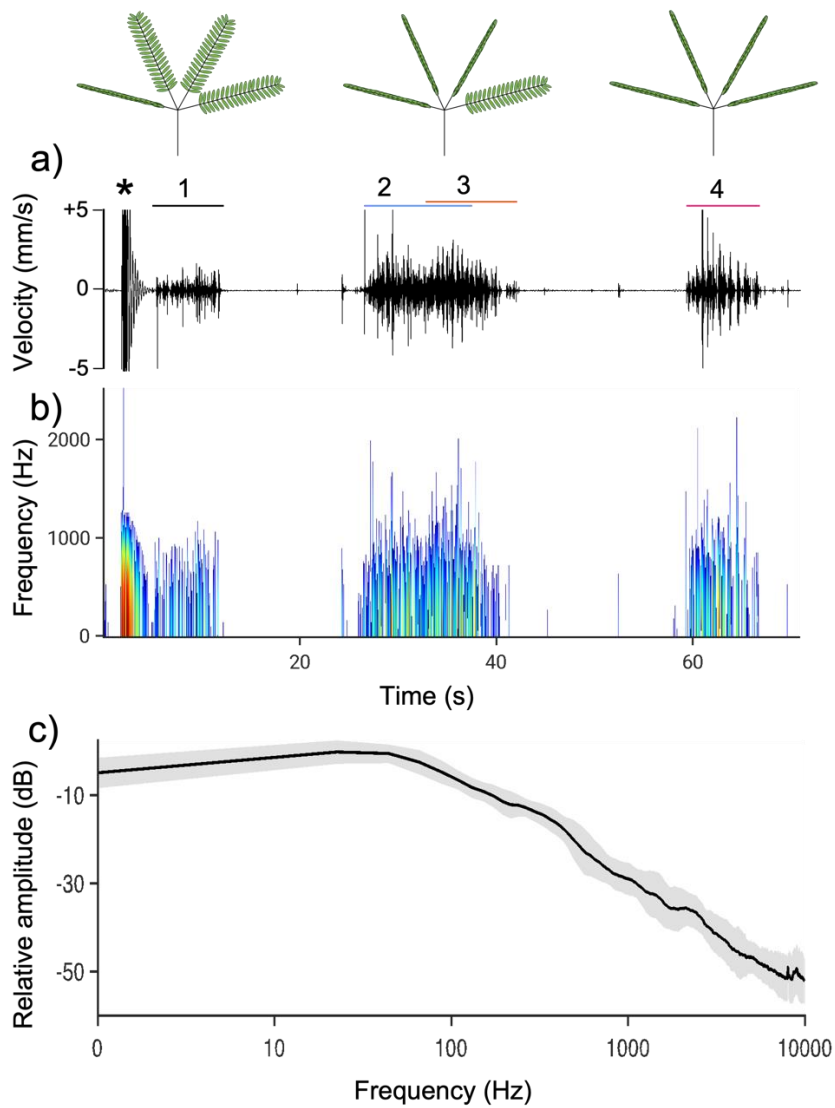 a)
* 1 2 3 4
Velocity (mm/s)
+5
0
-5
b)
Frequency (Hz)
2000
1000
0
20 40 60
Time (s)
c)
Relative amplitude (dB)
-10
-30
-50
0 10 100 1000 10000
Frequency (Hz)